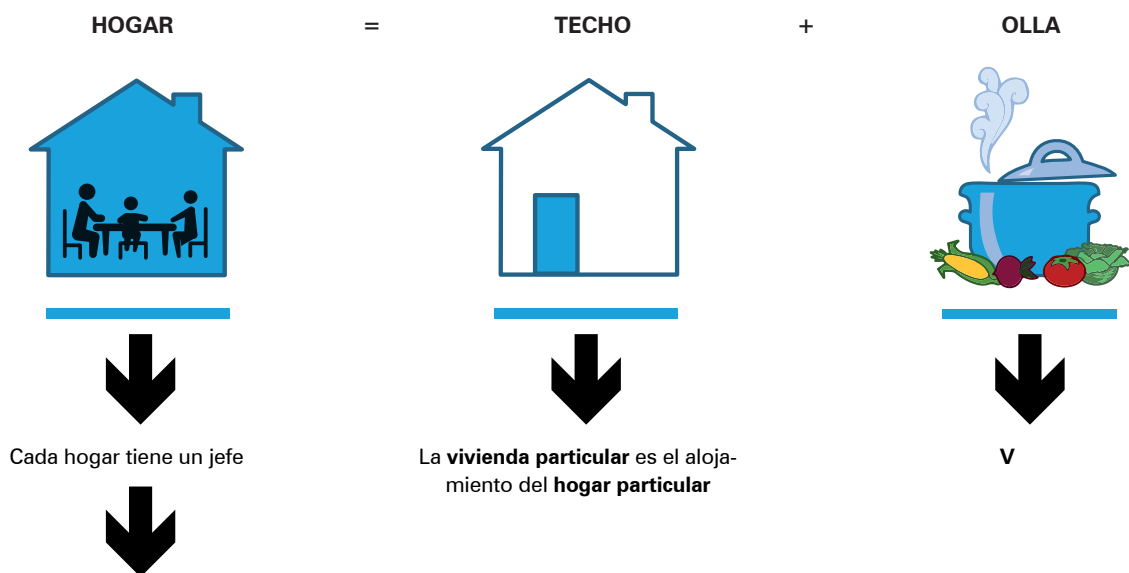 HOGAR = TECHO + OLLA
Cada hogar tiene un jefe
La vivienda particular es el aloja-
miento del hogar particular
V